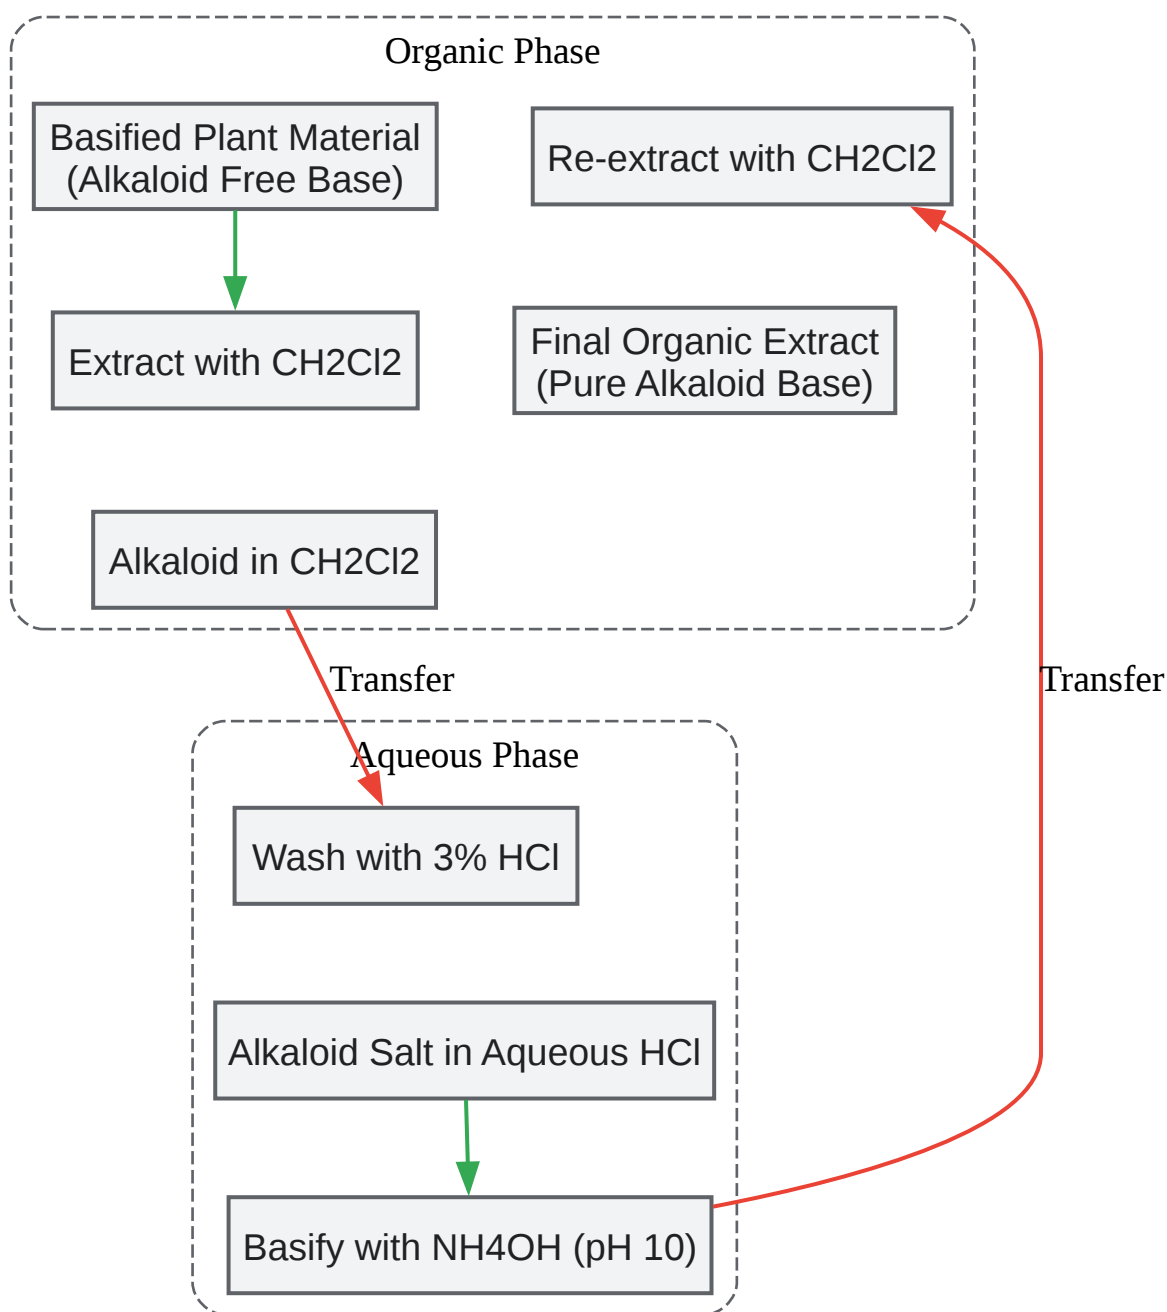 Organic Phase
Basified Plant Material
(Alkaloid Free Base)
Re-extract with CH2Cl2
Extract with CH2Cl2
Final Organic Extract
(Pure Alkaloid Base)
Alkaloid in CH2Cl2
Transfer
Transfer
Aqueous Phase
Wash with 3% HCl
Alkaloid Salt in Aqueous HCl
Basify with NH4OH (pH 10)